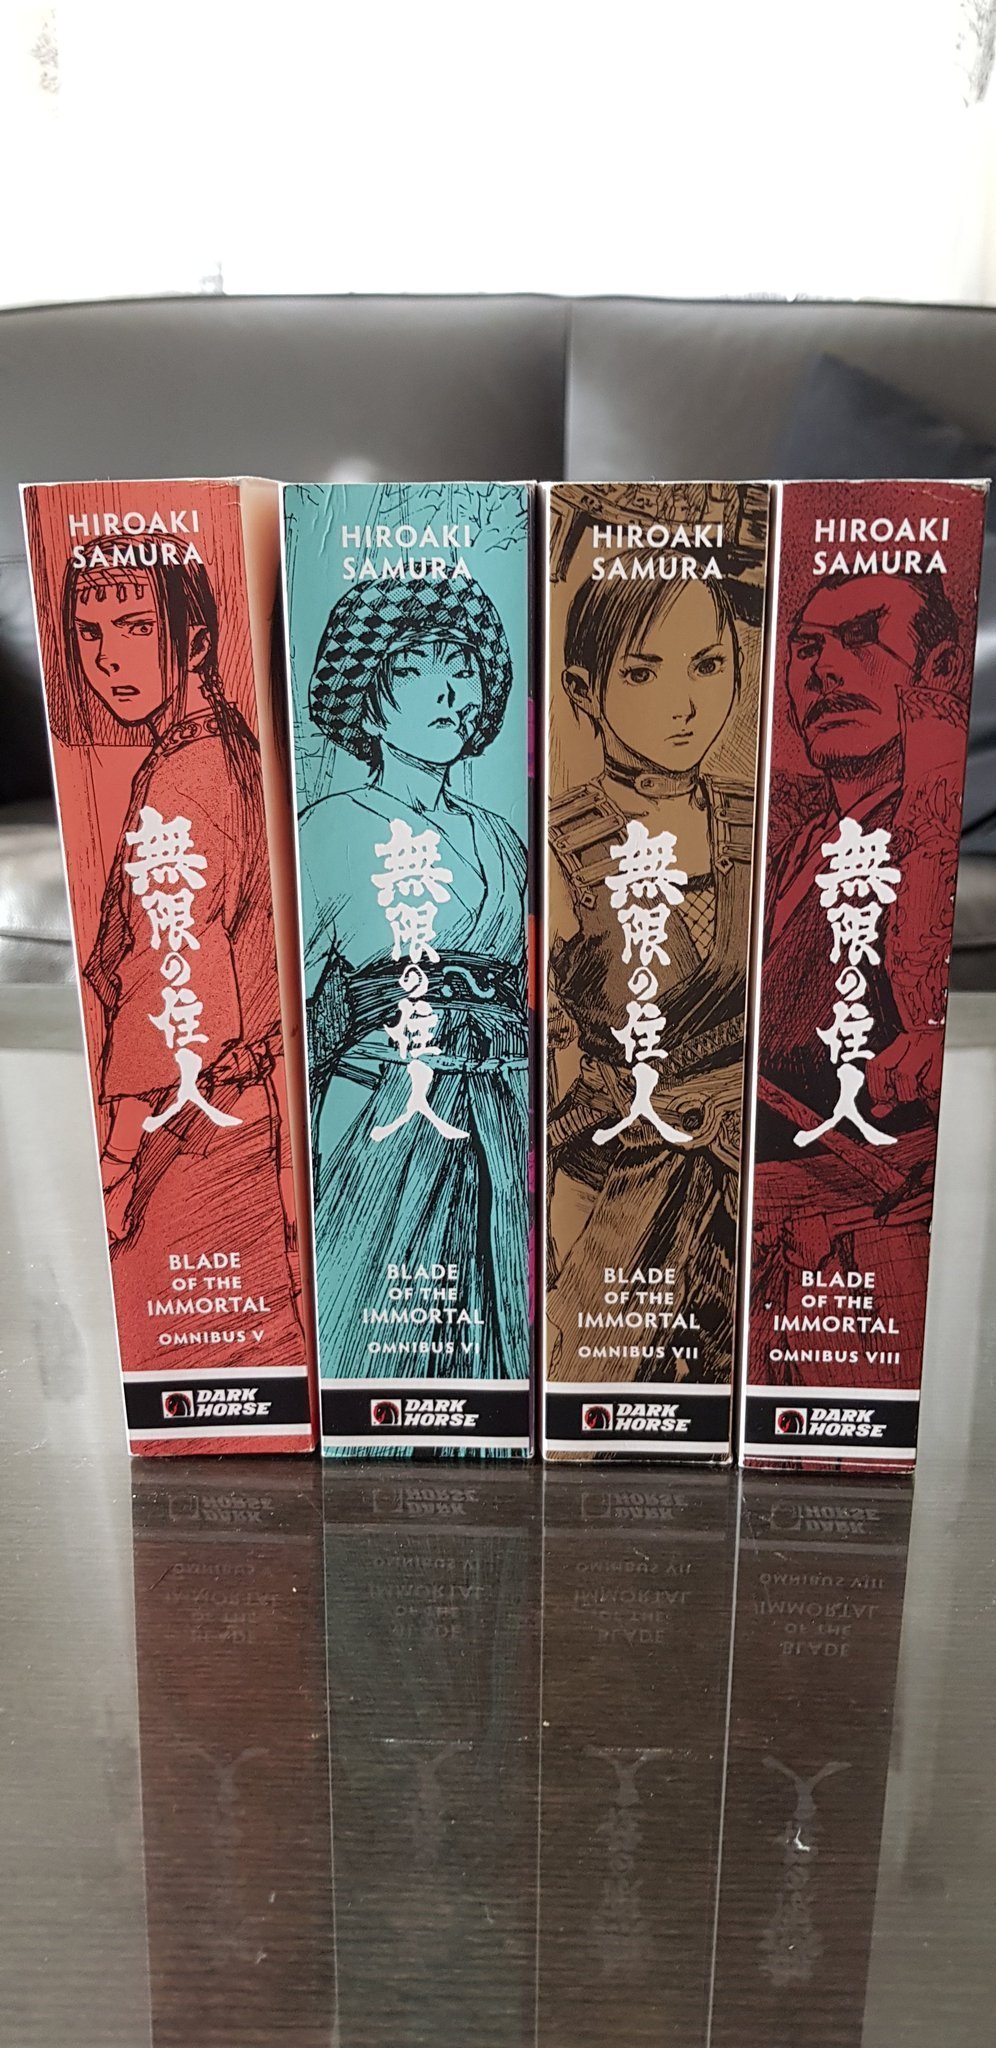 HIROAKI
SAMURA
無限の住人
BLADE
OF THE
IMMORTAL
OMNIBUS V
DARK
HORSE
HIROAKI
SAMURA
無限の住人
BLADE
OF THE
IMMORTAL
OMNIBUS VI
DARK
HORSE
HIROAKI
SAMURA
無限の住人
BLADE
OF THE
IMMORTAL
OMNIBUS VII
DARK
HORSE
HIROAKI
SAMURA
無限の住人
BLADE
OF THE
IMMORTAL
OMNIBUS VIII
DARK
HORSE